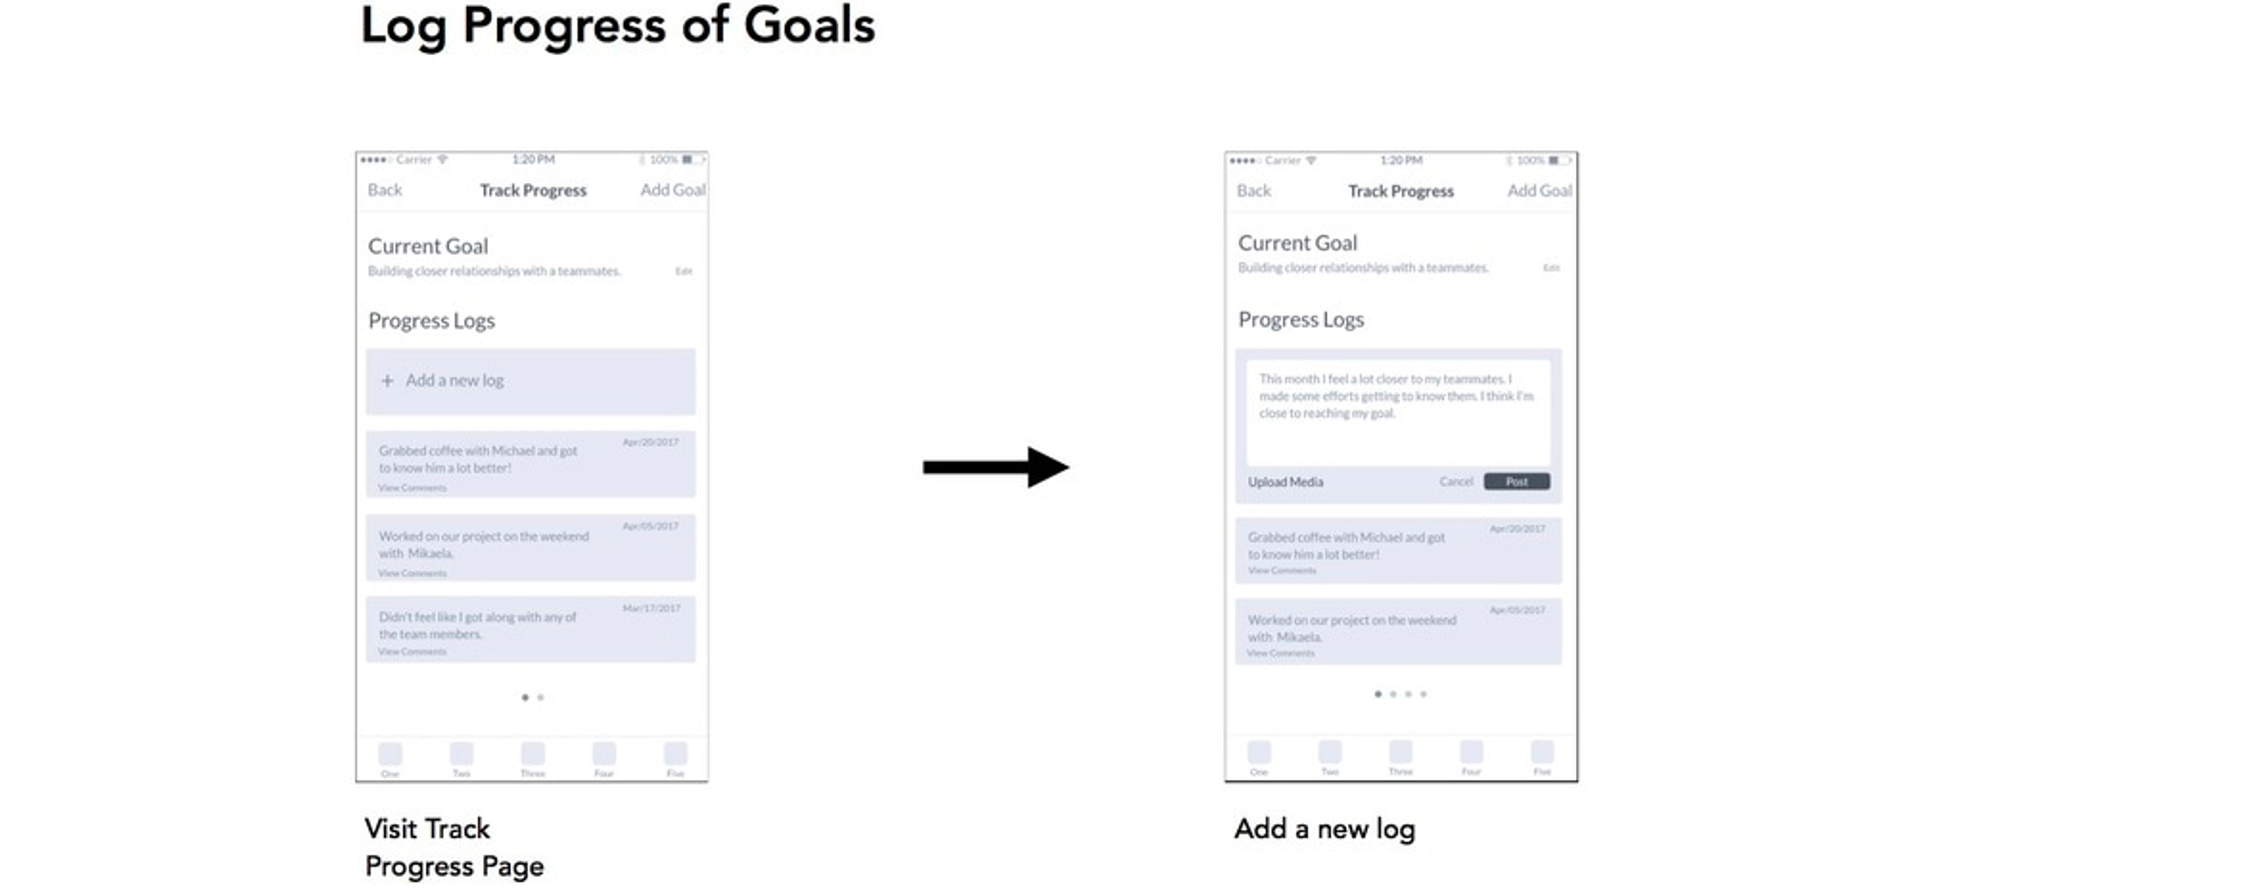 Log Progress of Goals
Carrier 1:20 PM 100%
Back Track Progress Add Goal
Current Goal
Building closer relationships with a teammates. Edit
Progress Logs
+ Add a new log
Apr/20/2017
Grabbed coffee with Michael and got
to know him a lot better!
View Comments
Apr/05/2017
Worked on our project on the weekend
with Mikaela.
View Comments
Mar/17/2017
Didn't feel like I got along with any of
the team members.
View Comments
One Two Three Four Five
Visit Track
Progress Page
Carrier 1:20 PM 100%
Back Track Progress Add Goal
Current Goal
Building closer relationships with a teammates. Edit
Progress Logs
This month I feel a lot closer to my teammates. I
made some efforts getting to know them. I think I'm
close to reaching my goal.
Upload Media Cancel Post
Apr/20/2017
Grabbed coffee with Michael and got
to know him a lot better!
View Comments
Apr/05/2017
Worked on our project on the weekend
with Mikaela.
View Comments
One Two Three Four Five
Add a new log